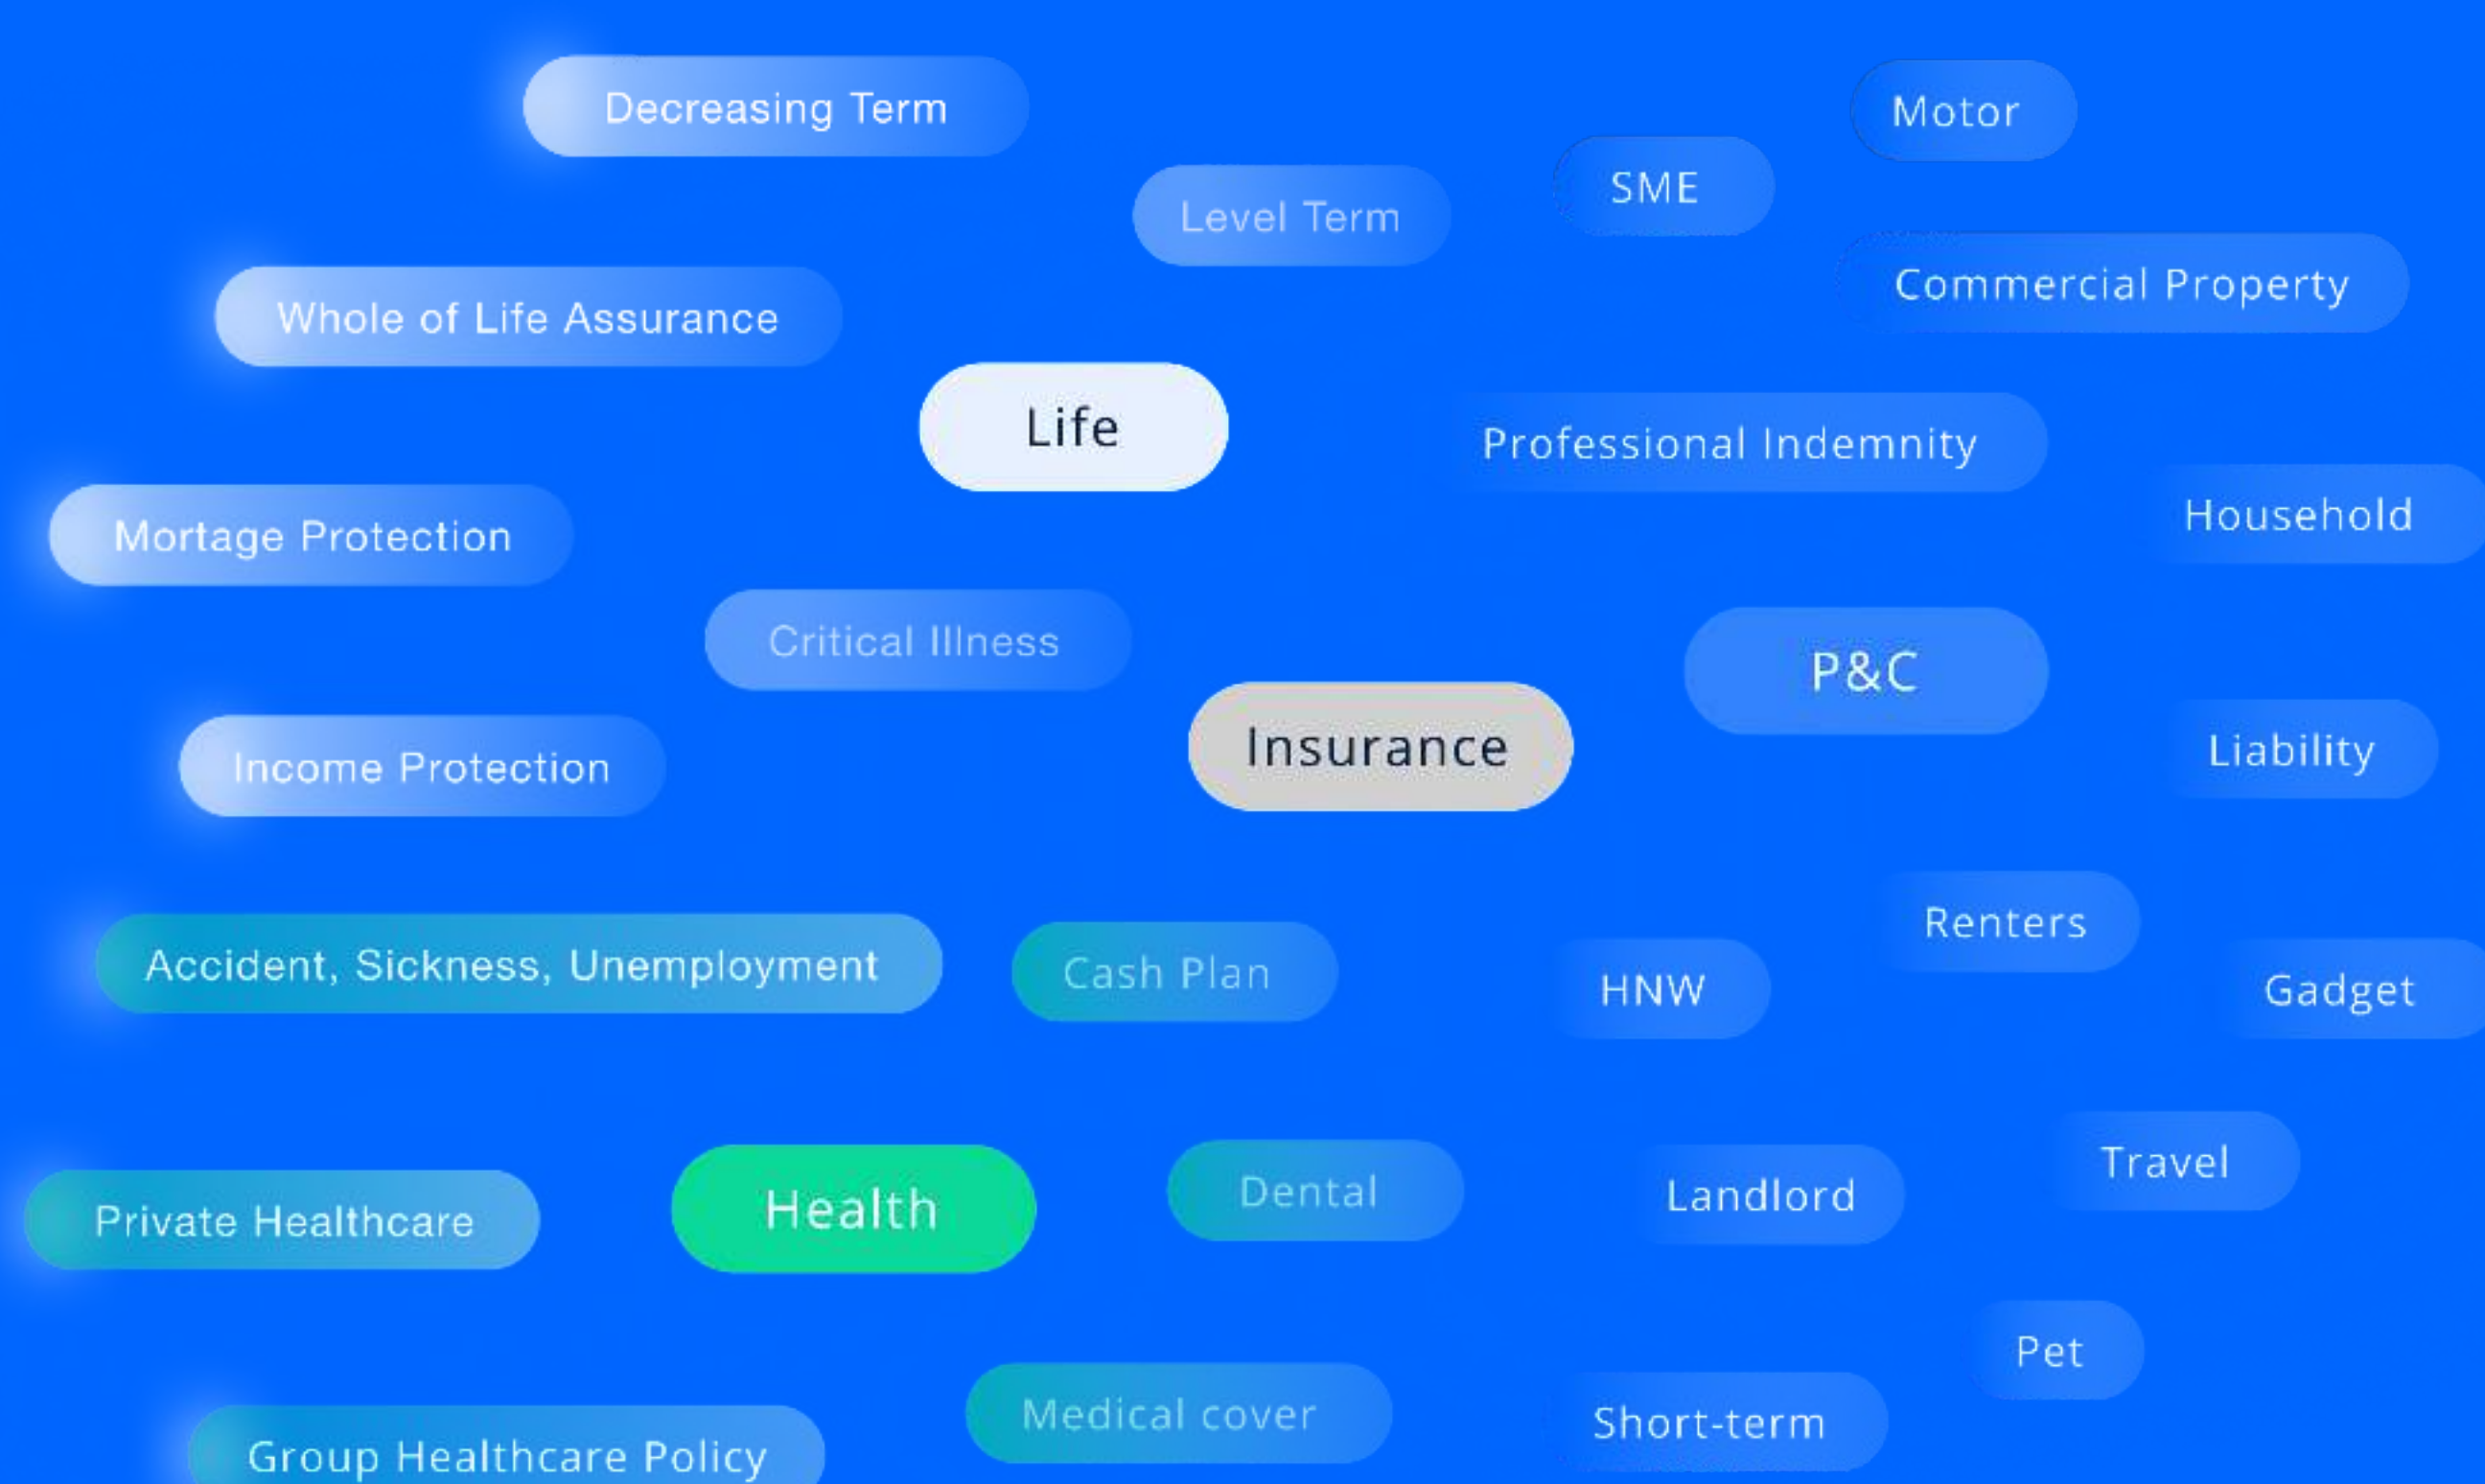 Decreasing Term
Motor
SME
Level Term
Commercial Property
Whole of Life Assurance
Life
Professional Indemnity
Household
Mortage Protection
Critical Illness
P&C
Insurance
Liability
Income Protection
Renters
Accident, Sickness, Unemployment
Cash Plan
HNW
Gadget
Travel
Dental
Landlord
Health
Private Healthcare
Pet
Medical cover
Short-term
Group Healthcare Policy